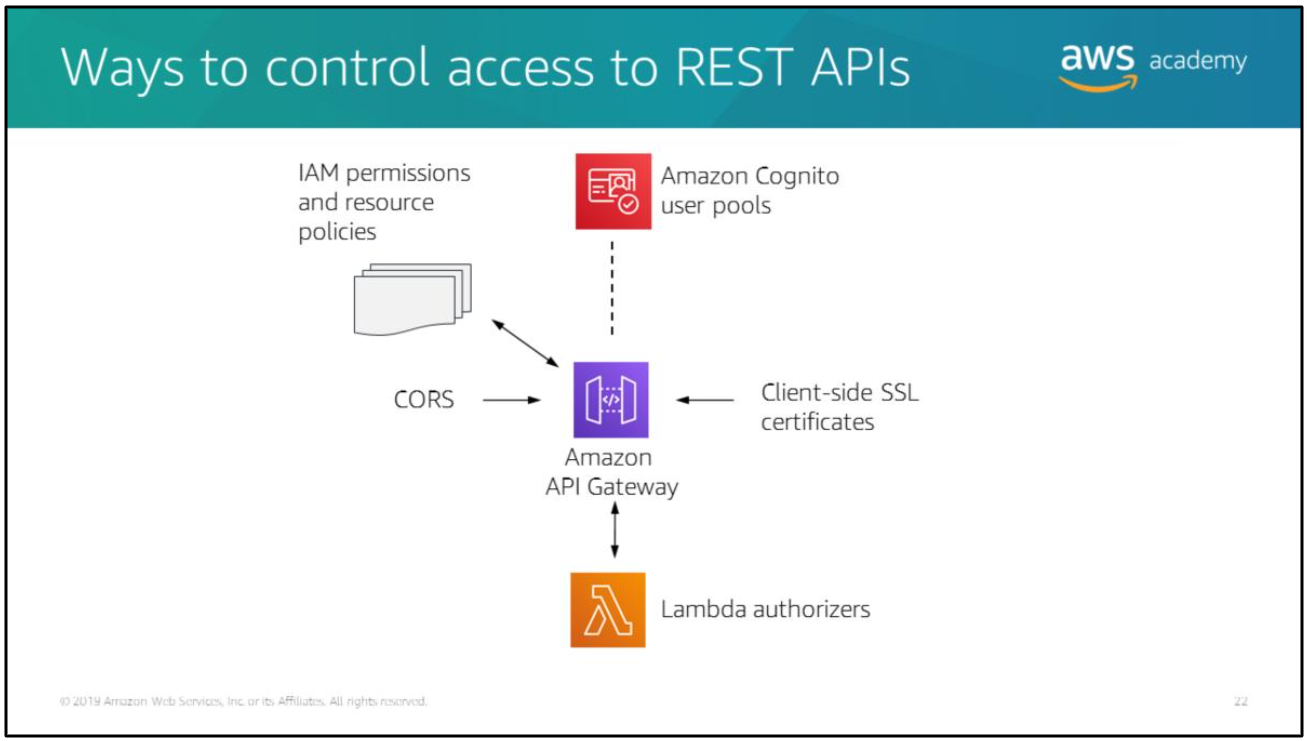 Ways to control access to REST APIs
aws academy
IAM permissions
and resource
policies
Amazon Cognito
user pools
CORS
</>
Client-side SSL
certificates
Amazon
API Gateway
Lambda authorizers
© 2019 Amazon Web Services, Inc. or its Affiliates. All rights reserved.
22